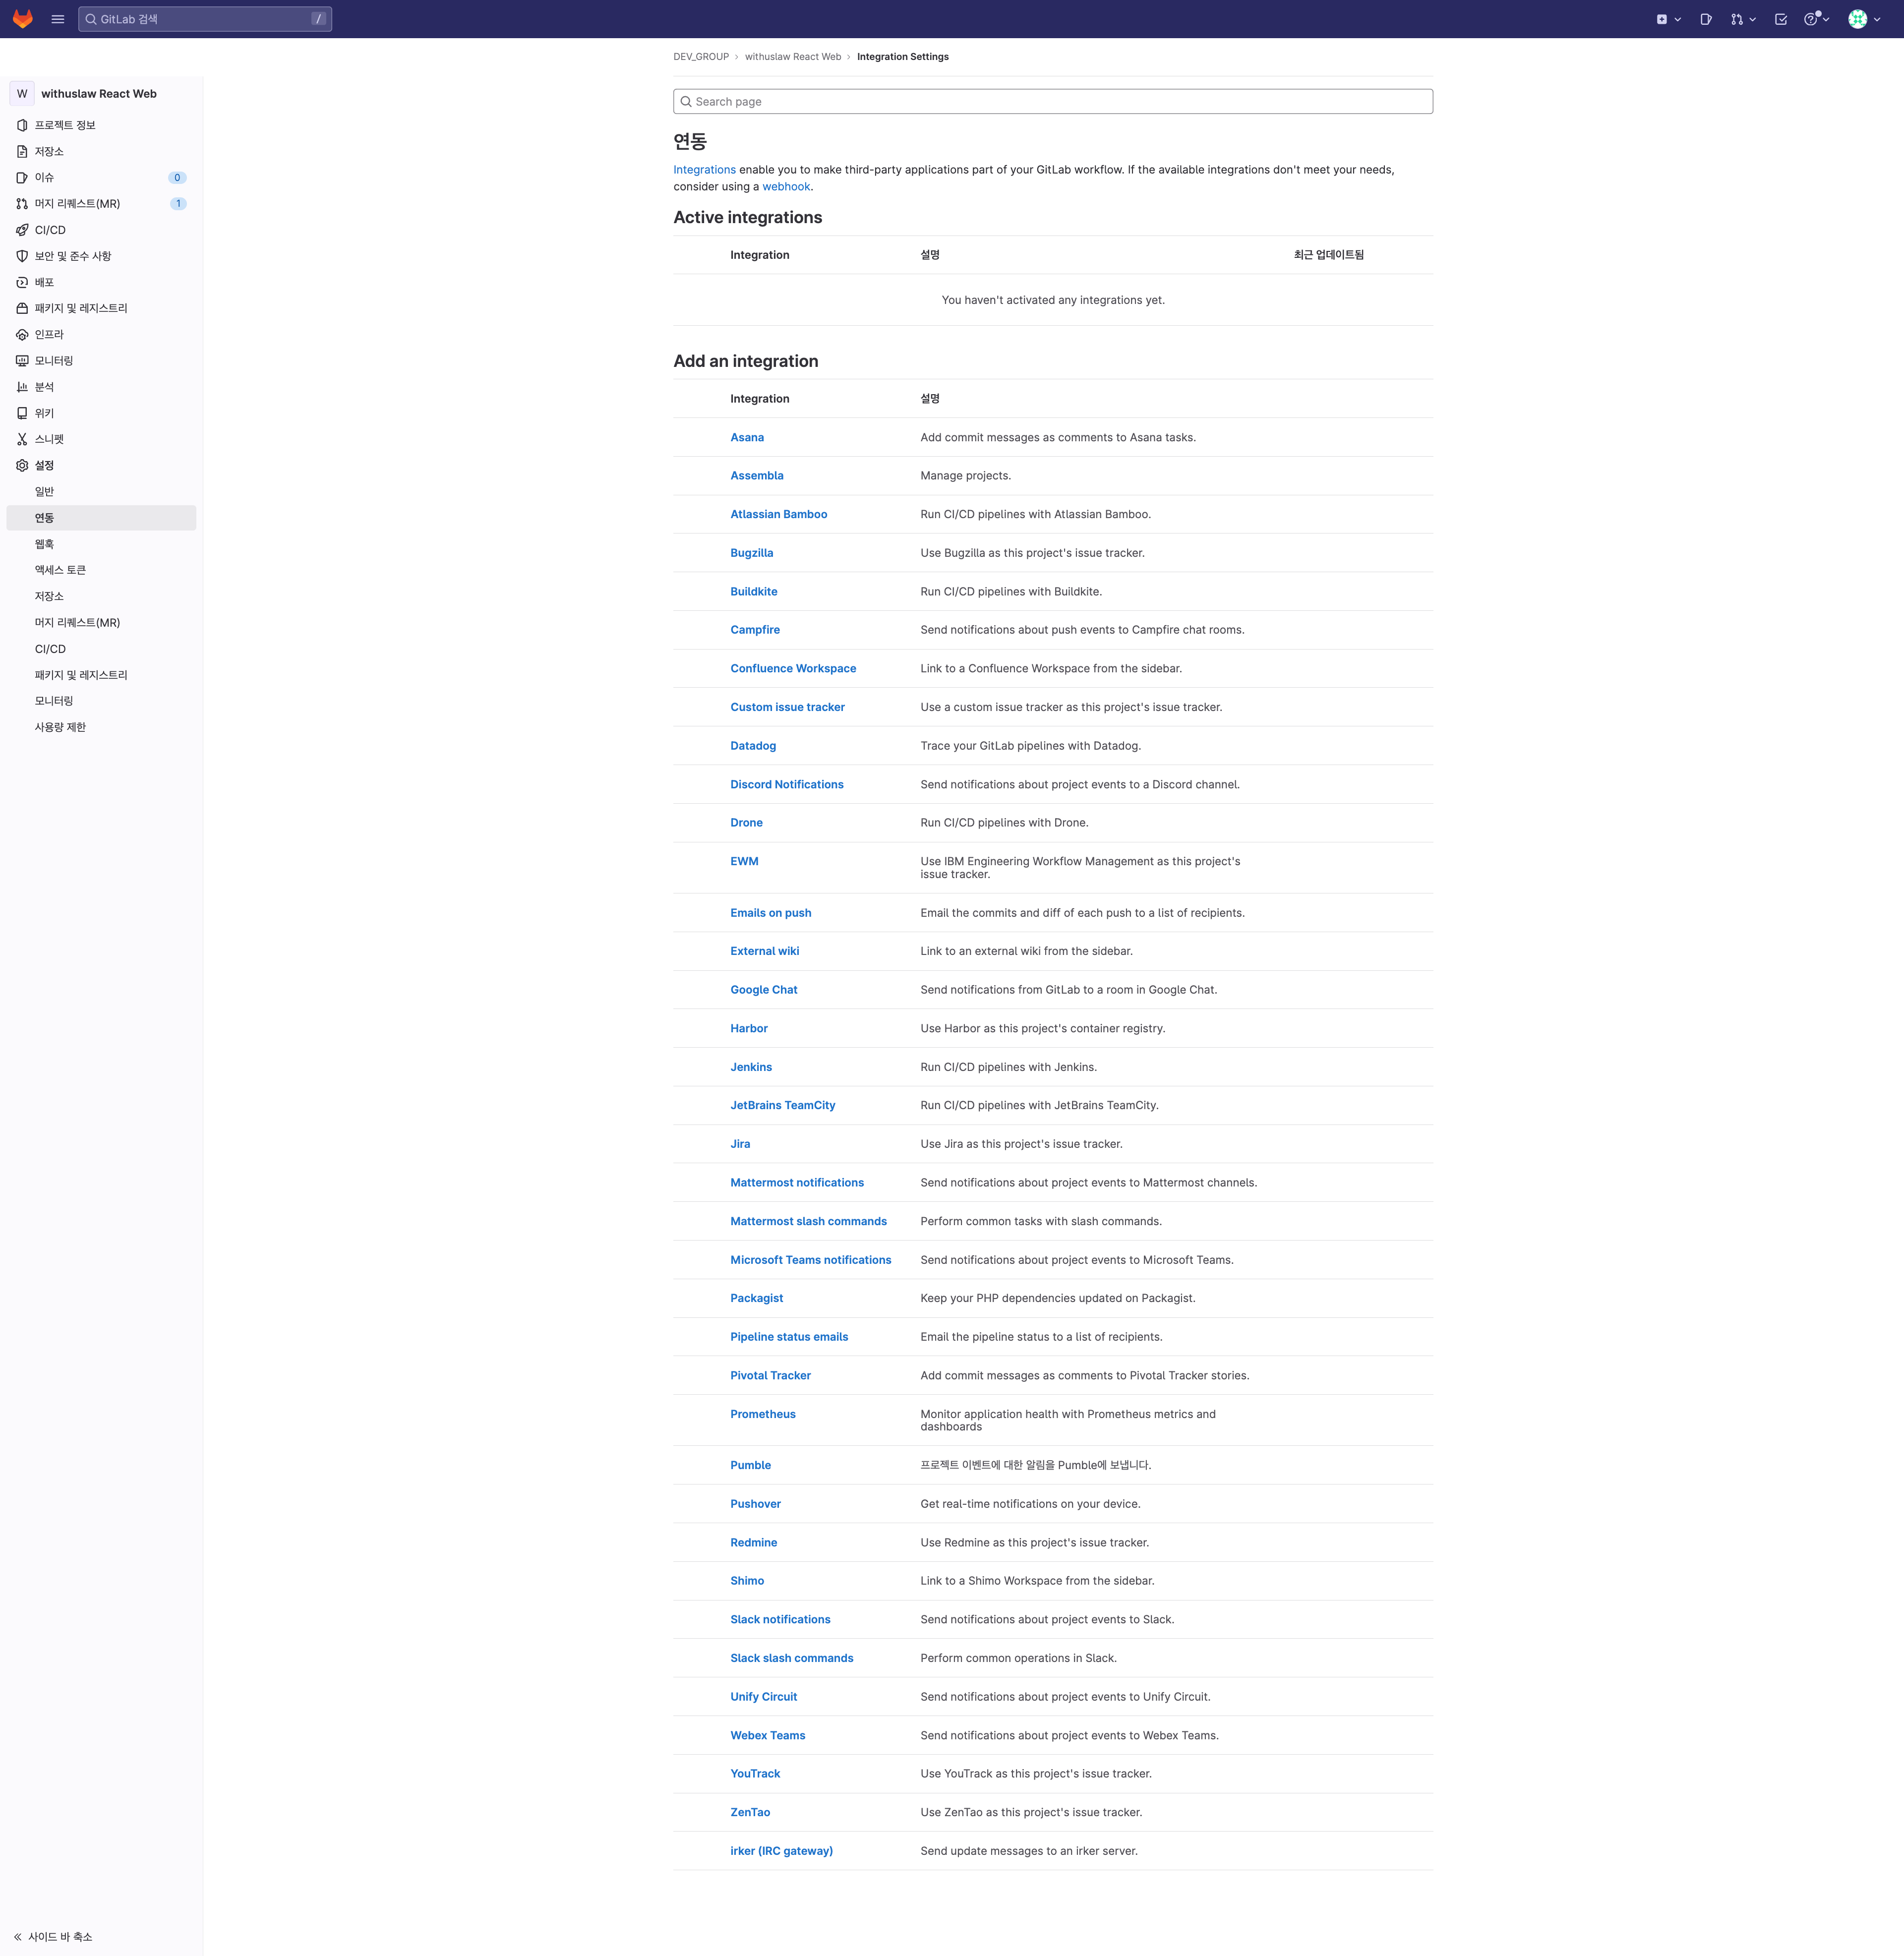 GitLab 검색
/
DEV_GROUP
withuslaw React Web
Integration Settings
W
withuslaw React Web
프로젝트 정보
저장소
이슈
0
머지 리퀘스트(MR)
1
CI/CD
보안 및 준수 사항
배포
패키지 및 레지스트리
인프라
모니터링
분석
위키
스니펫
설정
일반
연동
웹훅
액세스 토큰
저장소
머지 리퀘스트(MR)
CI/CD
패키지 및 레지스트리
모니터링
사용량 제한
사이드 바 축소
Search page
연동
Integrations enable you to make third-party applications part of your GitLab workflow. If the available integrations don't meet your needs,
consider using a webhook.
Active integrations
Integration 설명 최근 업데이트됨
You haven't activated any integrations yet.
Add an integration
Integration 설명
Asana Add commit messages as comments to Asana tasks.
Assembla Manage projects.
Atlassian Bamboo Run CI/CD pipelines with Atlassian Bamboo.
Bugzilla Use Bugzilla as this project's issue tracker.
Buildkite Run CI/CD pipelines with Buildkite.
Campfire Send notifications about push events to Campfire chat rooms.
Confluence Workspace Link to a Confluence Workspace from the sidebar.
Custom issue tracker Use a custom issue tracker as this project's issue tracker.
Datadog Trace your GitLab pipelines with Datadog.
Discord Notifications Send notifications about project events to a Discord channel.
Drone Run CI/CD pipelines with Drone.
EWM Use IBM Engineering Workflow Management as this project's
issue tracker.
Emails on push Email the commits and diff of each push to a list of recipients.
External wiki Link to an external wiki from the sidebar.
Google Chat Send notifications from GitLab to a room in Google Chat.
Harbor Use Harbor as this project's container registry.
Jenkins Run CI/CD pipelines with Jenkins.
JetBrains TeamCity Run CI/CD pipelines with JetBrains TeamCity.
Jira Use Jira as this project's issue tracker.
Mattermost notifications Send notifications about project events to Mattermost channels.
Mattermost slash commands Perform common tasks with slash commands.
Microsoft Teams notifications Send notifications about project events to Microsoft Teams.
Packagist Keep your PHP dependencies updated on Packagist.
Pipeline status emails Email the pipeline status to a list of recipients.
Pivotal Tracker Add commit messages as comments to Pivotal Tracker stories.
Prometheus Monitor application health with Prometheus metrics and
dashboards
Pumble 프로젝트 이벤트에 대한 알림을 Pumble에 보냅니다.
Pushover Get real-time notifications on your device.
Redmine Use Redmine as this project's issue tracker.
Shimo Link to a Shimo Workspace from the sidebar.
Slack notifications Send notifications about project events to Slack.
Slack slash commands Perform common operations in Slack.
Unify Circuit Send notifications about project events to Unify Circuit.
Webex Teams Send notifications about project events to Webex Teams.
YouTrack Use YouTrack as this project's issue tracker.
ZenTao Use ZenTao as this project's issue tracker.
irker (IRC gateway) Send update messages to an irker server.